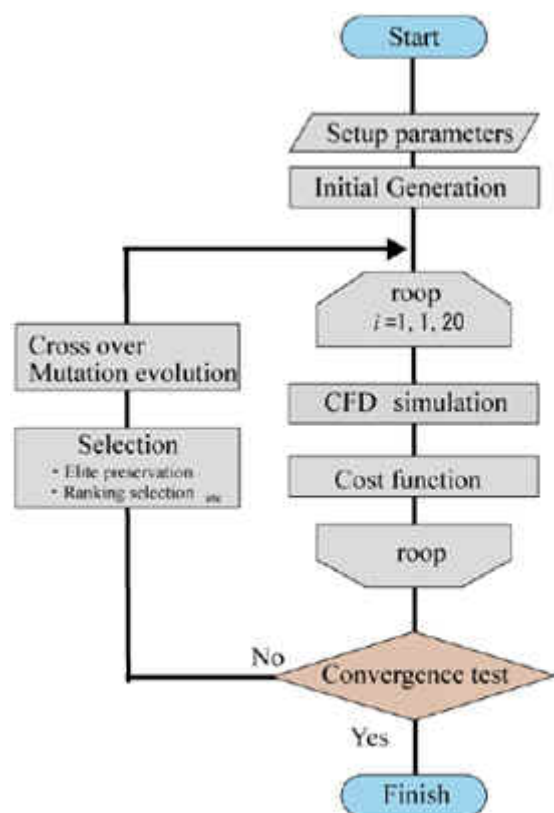 Start
Setup parameters
Initial Generation
roop
i =1, 1, 20
CFD simulation
Cost function
roop
Convergence test
No
Yes
Finish
Selection
・Elite preservation
・Ranking selection etc
Cross over
Mutation evolution